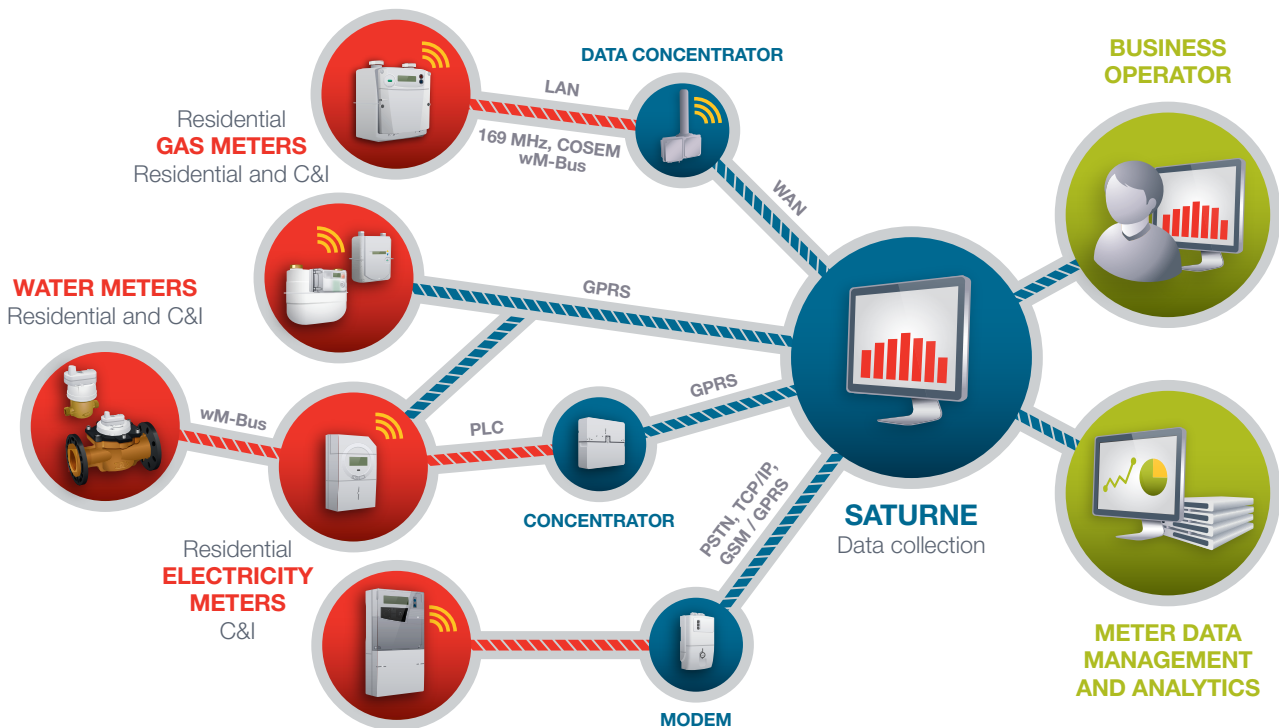 DATA CONCENTRATOR
BUSINESS
OPERATOR
LAN
169 MHz, COSEM
wM-Bus
Residential
GAS METERS
Residential and C&I
WAN
WATER METERS
Residential and C&I
GPRS
wM-Bus
PLC
GPRS
CONCENTRATOR
PSTN, TCP/IP,
GSM / GPRS
SATURNE
Data collection
Residential
ELECTRICITY
METERS
C&I
MODEM
METER DATA
MANAGEMENT
AND ANALYTICS